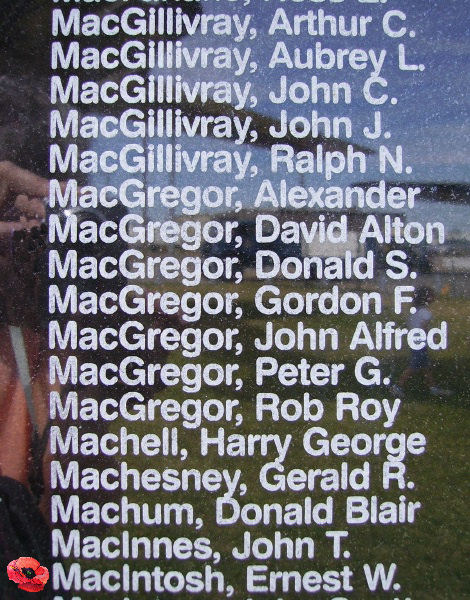 MacGillivray, Arthur C.
MacGillivray, Aubrey L.
MacGillivray, John C.
MacGillivray, John J.
MacGillivray, Ralph N.
MacGregor, Alexander
MacGregor, David Alton
MacGregor, Donald S.
MacGregor, Gordon F.
MacGregor, John Alfred
MacGregor, Peter G.
MacGregor, Rob Roy
Machell, Harry George
Machesney, Gerald R.
Machum, Donald Blair
MacInnes, John T.
MacIntosh, Ernest W.